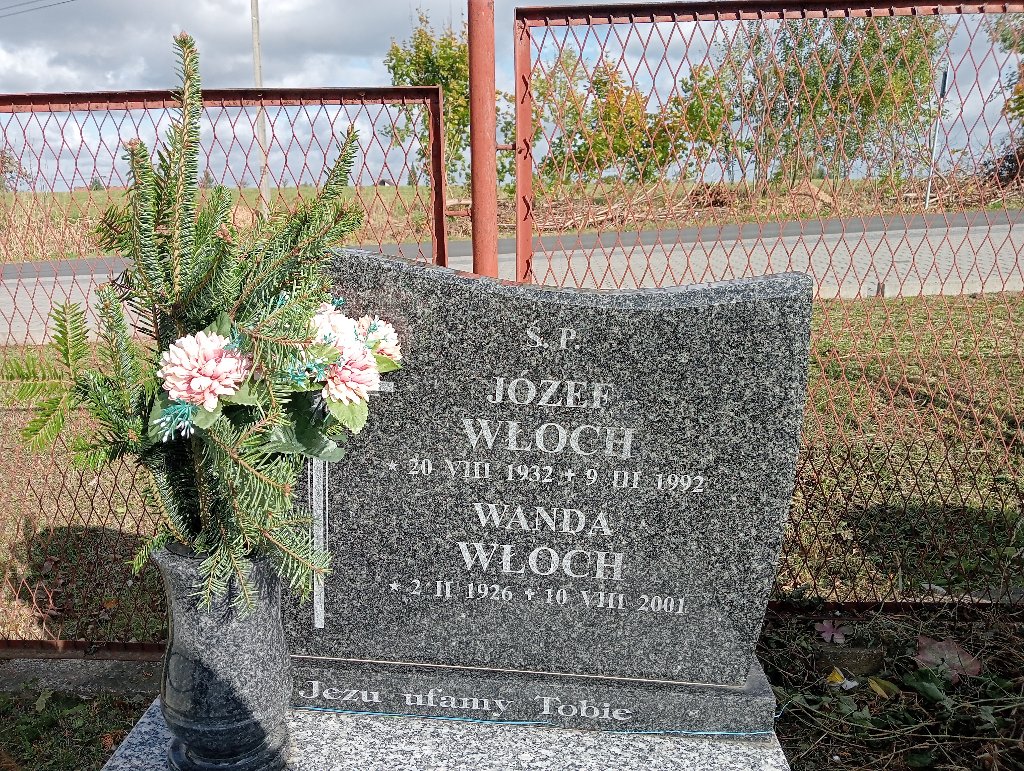 Ś. P.
JÓZEF
WŁOCH
* 20 VIII 1932 + 9 III 1992
WANDA
WŁOCH
* 2 II 1926 + 10 VIII 2001
Jezu ufamy Tobie